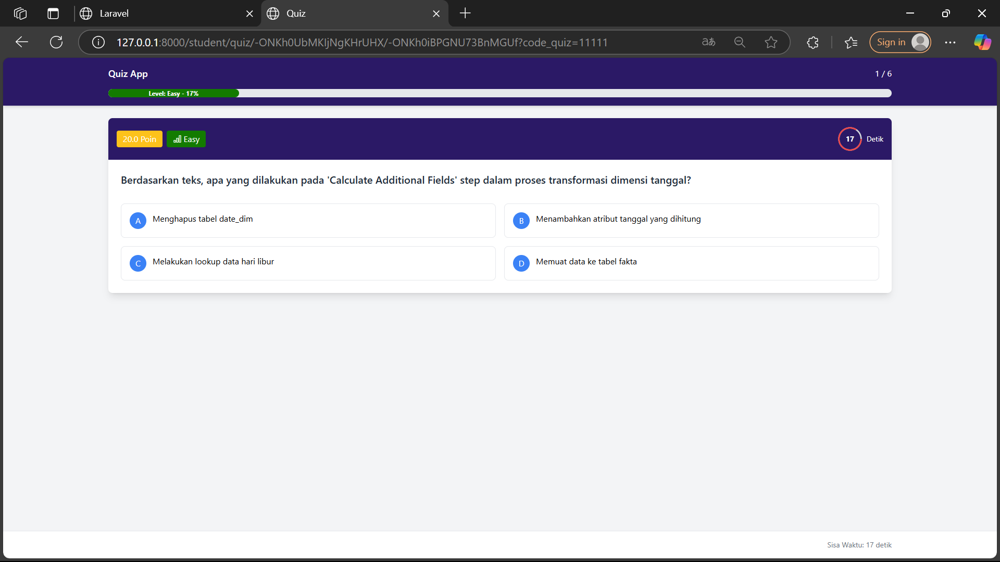 Laravel
Quiz
127.0.0.1:8000/student/quiz/-ONKh0UbMKIjNgKHrUHX/-ONKh0iBPGNU73BnMGUf?code_quiz=11111
aあ
Sign in
Quiz App
1 / 6
Level: Easy - 17%
20.0 Poin
Easy
17
Detik
Berdasarkan teks, apa yang dilakukan pada 'Calculate Additional Fields' step dalam proses transformasi dimensi tanggal?
A Menghapus tabel date_dim
B Menambahkan atribut tanggal yang dihitung
C Melakukan lookup data hari libur
D Memuat data ke tabel fakta
Sisa Waktu: 17 detik